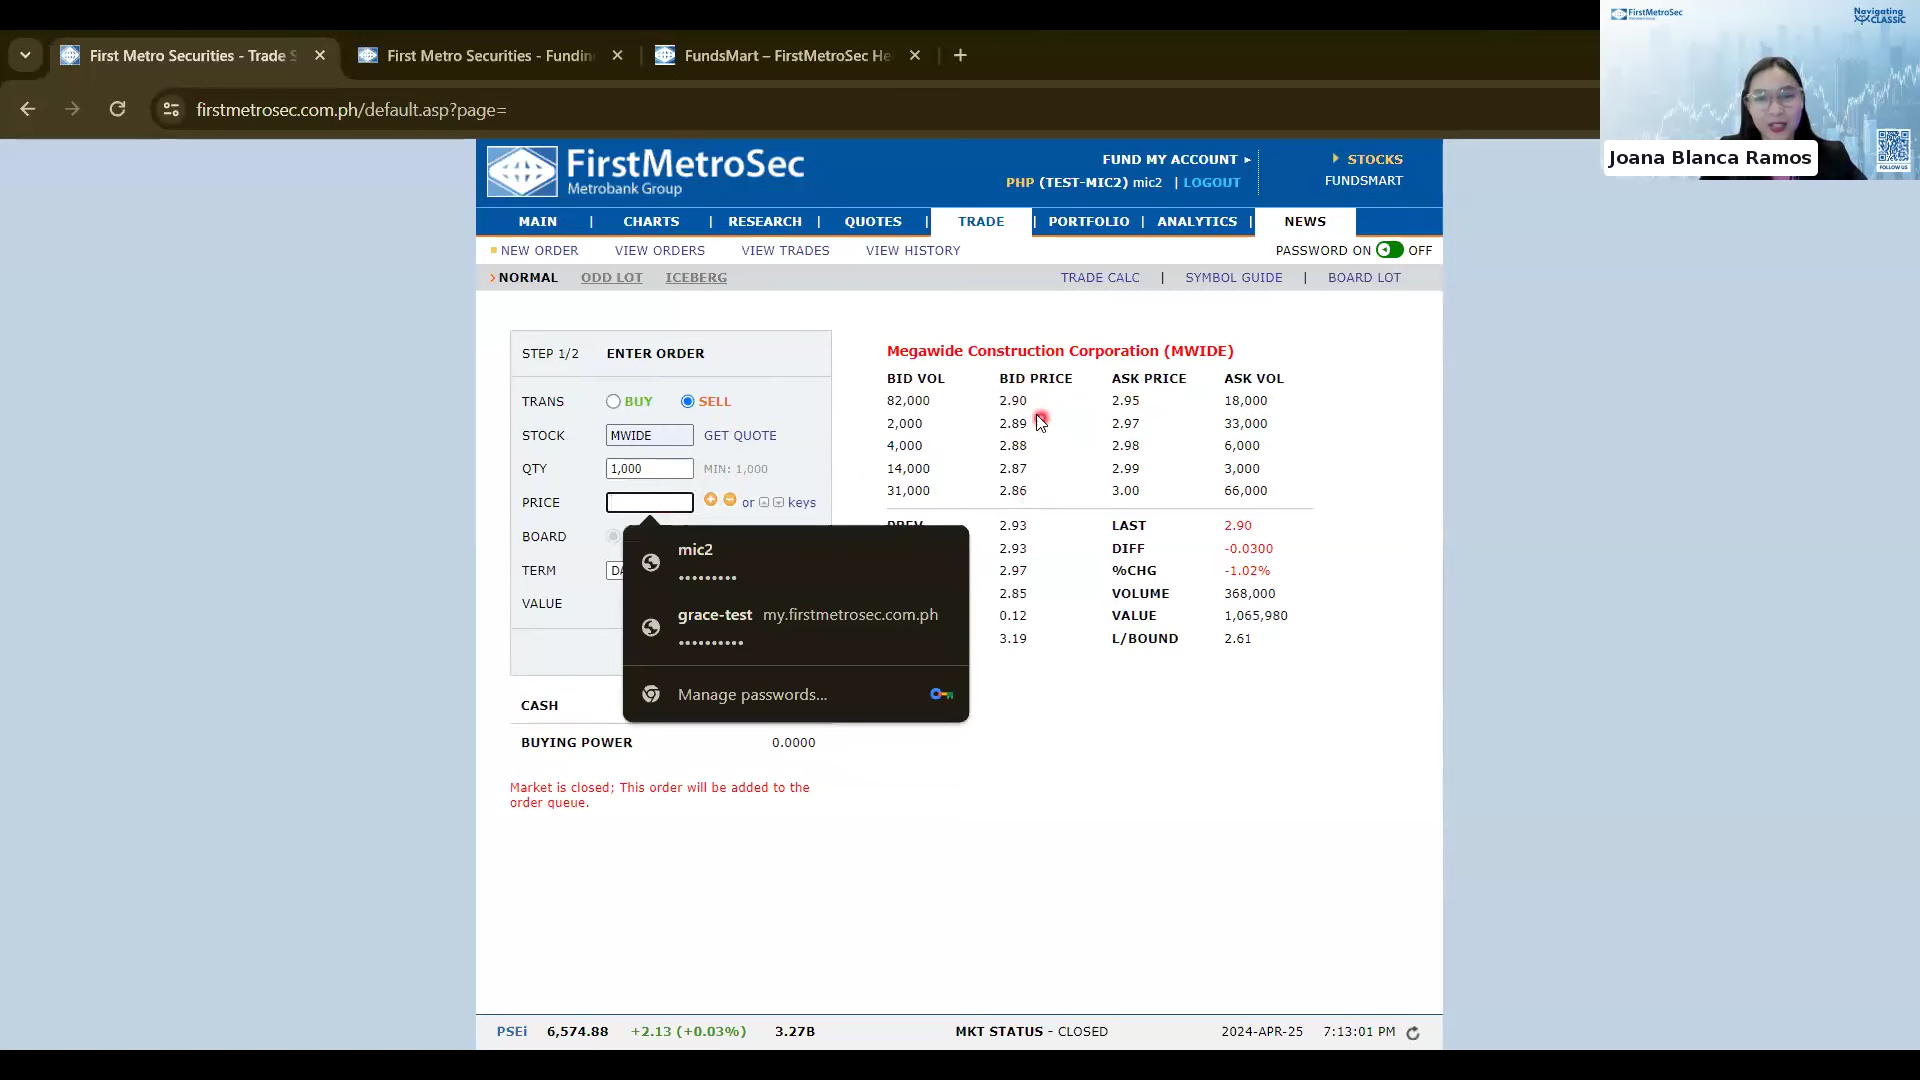 First Metro Securities - Trade S
First Metro Securities - Fundin
FundsMart – FirstMetroSec He
firstmetrosec.com.ph/default.asp?page=
FirstMetroSec
Navigating
CLASSIC
FOLLOW US
Joana Blanca Ramos
FirstMetroSec
Metrobank Group
FUND MY ACCOUNT
STOCKS
PHP (TEST-MIC2) mic2 | LOGOUT
FUNDSMART
MAIN | CHARTS | RESEARCH | QUOTES | TRADE | PORTFOLIO | ANALYTICS | NEWS
NEW ORDER VIEW ORDERS VIEW TRADES VIEW HISTORY PASSWORD ON OFF
NORMAL ODD LOT ICEBERG TRADE CALC | SYMBOL GUIDE | BOARD LOT
STEP 1/2 ENTER ORDER
TRANS BUY SELL
STOCK MWIDE GET QUOTE
QTY 1,000 MIN: 1,000
PRICE or keys
BOARD
TERM DA
VALUE
mic2
•••••••••
grace-test my.firstmetrosec.com.ph
••••••••••
Manage passwords...
CASH
BUYING POWER 0.0000
Market is closed; This order will be added to the
order queue.
Megawide Construction Corporation (MWIDE)
BID VOL BID PRICE ASK PRICE ASK VOL
82,000 2.90 2.95 18,000
2,000 2.89 2.97 33,000
4,000 2.88 2.98 6,000
14,000 2.87 2.99 3,000
31,000 2.86 3.00 66,000
2.93 LAST 2.90
2.93 DIFF -0.0300
2.97 %CHG -1.02%
2.85 VOLUME 368,000
0.12 VALUE 1,065,980
3.19 L/BOUND 2.61
PSEi 6,574.88 +2.13 (+0.03%) 3.27B MKT STATUS - CLOSED 2024-APR-25 7:13:01 PM